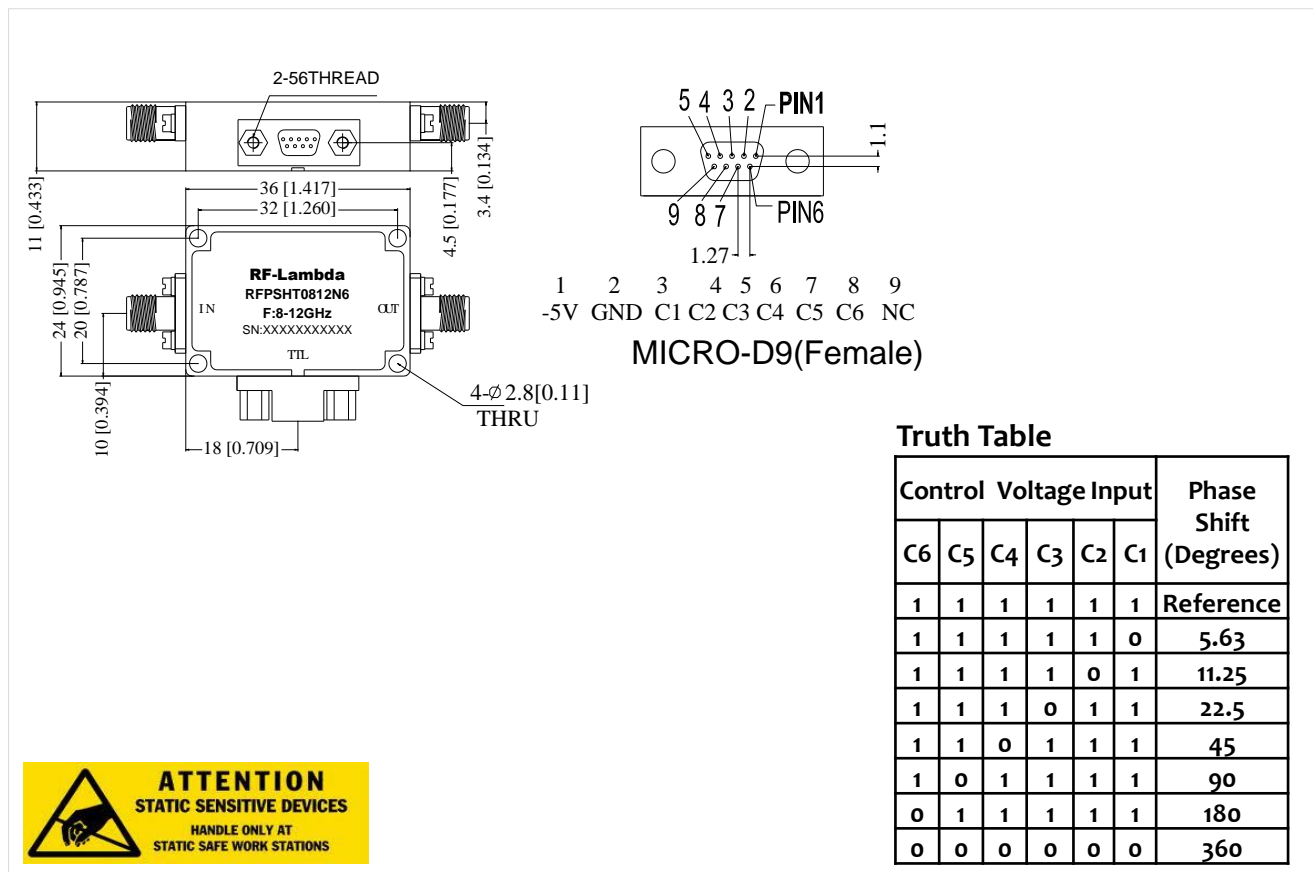 2-56THREAD
11 [0.433]
3.4 [0.134]
4.5 [0.177]
36 [1.417]
32 [1.260]
24 [0.945]
20 [0.787]
10 [0.394]
18 [0.709]
RF-Lambda
RFPSHT0812N6
F:8-12GHz
SN:XXXXXXXXXXX
IN
OUT
TTL
4-∅2.8[0.11]
THRU
5 4 3 2 PIN1
1.1
9 8 7 PIN6
1.27
1 2 3 4 5 6 7 8 9
-5V GND C1 C2 C3 C4 C5 C6 NC
MICRO-D9(Female)
Truth Table
Control Voltage Input
Phase Shift (Degrees)
C6 C5 C4 C3 C2 C1
1 1 1 1 1 1 Reference
1 1 1 1 1 0 5.63
1 1 1 1 0 1 11.25
1 1 1 0 1 1 22.5
1 1 0 1 1 1 45
1 0 1 1 1 1 90
0 1 1 1 1 1 180
0 0 0 0 0 0 360
ATTENTION
STATIC SENSITIVE DEVICES
HANDLE ONLY AT
STATIC SAFE WORK STATIONS